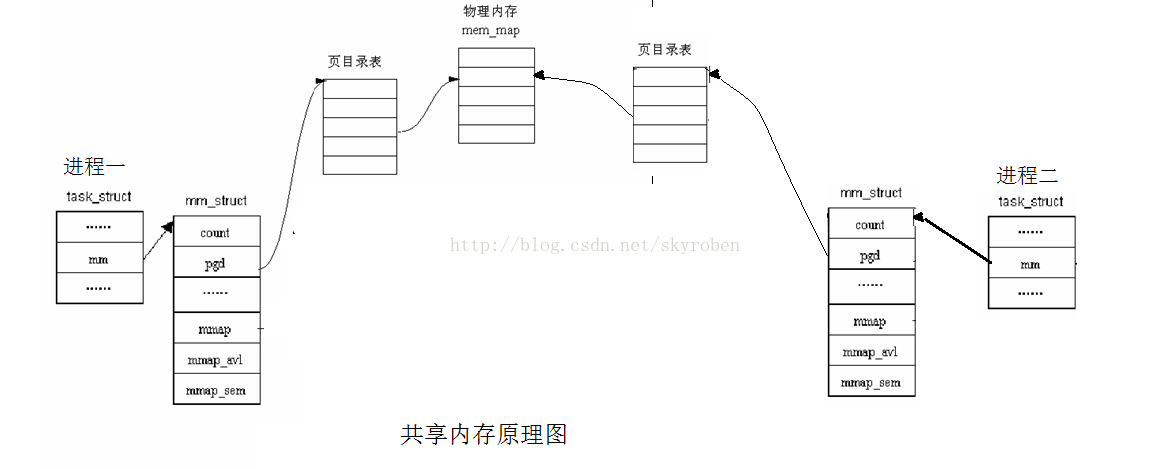 物理内存
mem_map
页目录表
页目录表
进程一
task_struct
······
mm
······
mm_struct
count
pgd
······
mmap
mmap_avl
mmap_sem
http://blog.csdn.net/skyroben
mm_struct
count
pgd
······
mmap
mmap_avl
mmap_sem
进程二
task_struct
······
mm
······
共享内存原理图